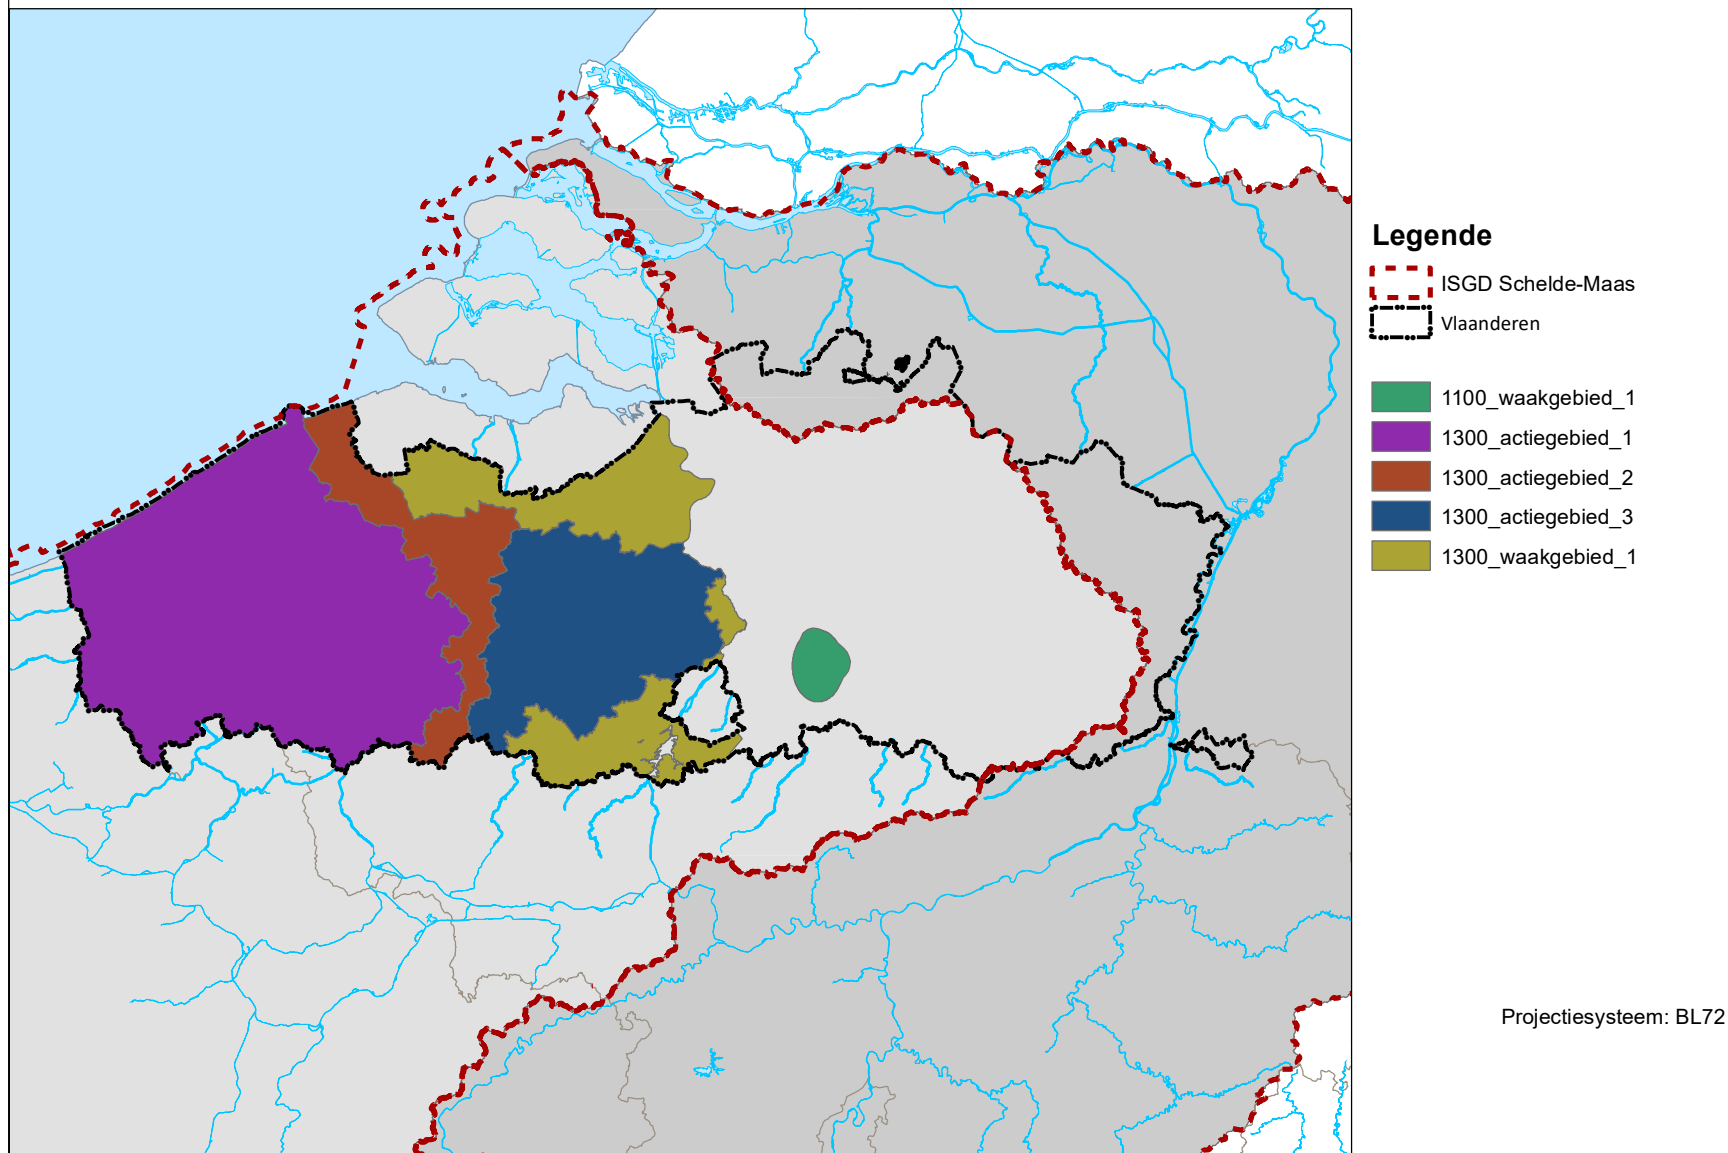 Legende
ISGD Schelde-Maas
Vlaanderen
1100_waakgebied_1
1300_actiegebied_1
1300_actiegebied_2
1300_actiegebied_3
1300_waakgebied_1
Projectiesysteem: BL72